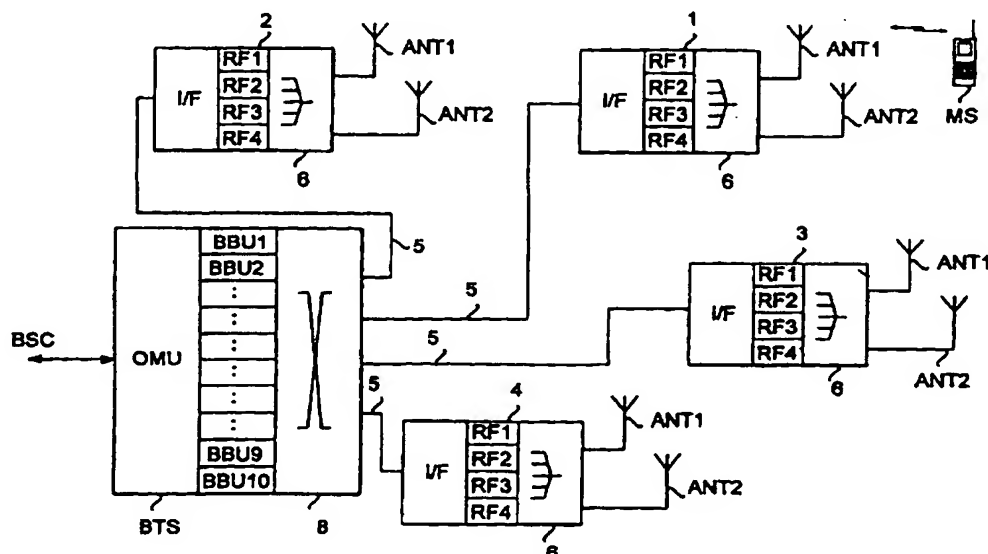 2
I/F
RF1
RF2
RF3
RF4
6
ANT1
ANT2
1
I/F
RF1
RF2
RF3
RF4
6
ANT1
ANT2
MS
BSC
OMU
BBU1
BBU2
BBU9
BBU10
BTS
8
5
5
5
5
3
I/F
RF1
RF2
RF3
RF4
6
ANT1
ANT2
4
I/F
RF1
RF2
RF3
RF4
6
ANT1
ANT2